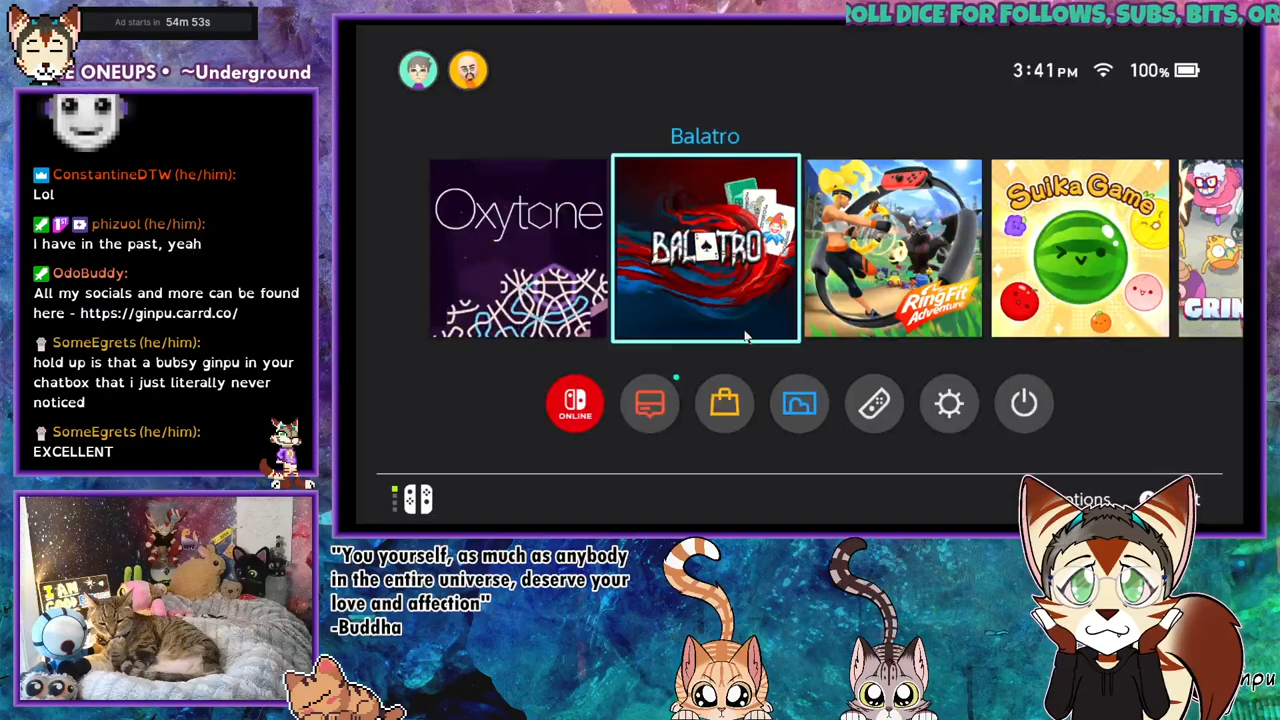 Ad starts in 54m 53s
ROLL DICE FOR FOLLOWS, SUBS, BITS, OR
ONEUPS • ~Underground
3:41 PM 100%
Balatro
Oxytone
BALATRO
RingFit
Adventure
Suika Game
GRIN
ConstantineDTW (he/him):
Lol
phizuol (he/him):
I have in the past, yeah
OdoBuddy:
All my socials and more can be found
here - https://ginpu.carrd.co/
SomeEgrets (he/him):
hold up is that a bubsy ginpu in your
chatbox that i just literally never
noticed
SomeEgrets (he/him):
EXCELLENT
ONLINE
I AM
"You yourself, as much as anybody
in the entire universe, deserve your
love and affection"
-Buddha